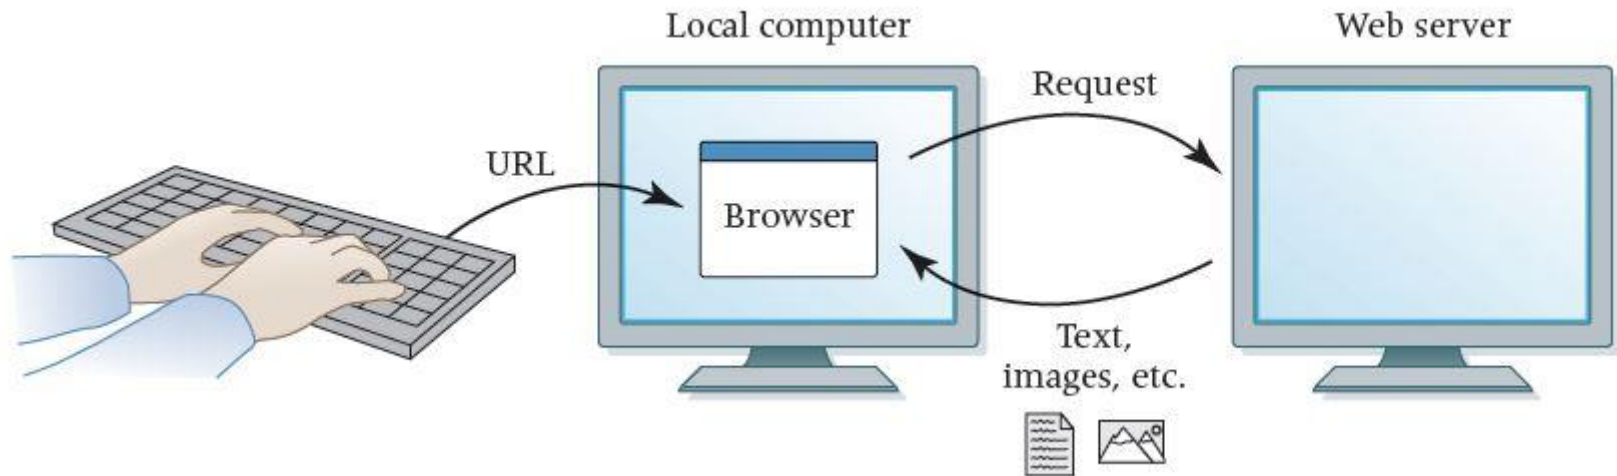 Local computer
Web server
Request
URL
Browser
Text,
images, etc.